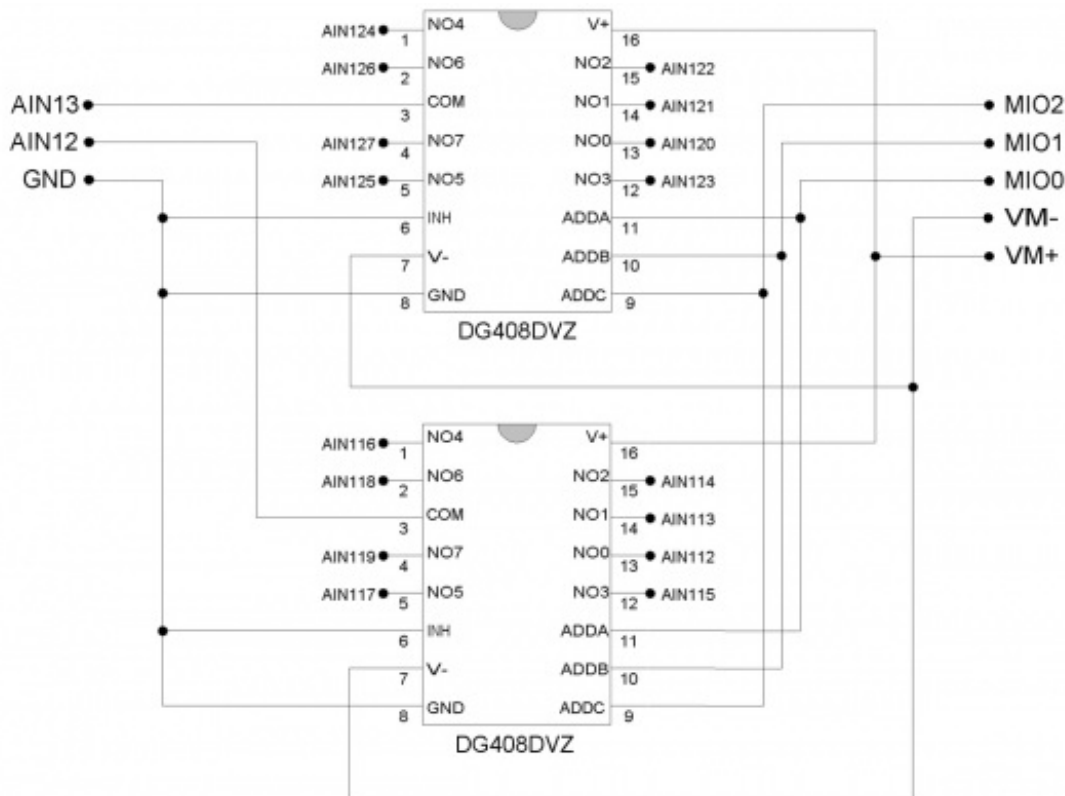 AIN124 NO4 V+
1 16
AIN126 NO6 NO2 AIN122
2 15
AIN13 COM NO1 AIN121 MIO2
3 14
AIN12 AIN127 NO7 NO0 AIN120 MIO1
4 13
GND AIN125 NO5 NO3 AIN123 MIO0
5 12
INH ADDA VM-
6 11
V- ADDB VM+
7 10
GND ADDC
8 9
DG408DVZ
AIN116 NO4 V+
1 16
AIN118 NO6 NO2 AIN114
2 15
COM NO1 AIN113
3 14
AIN119 NO7 NO0 AIN112
4 13
AIN117 NO5 NO3 AIN115
5 12
INH ADDA
6 11
V- ADDB
7 10
GND ADDC
8 9
DG408DVZ